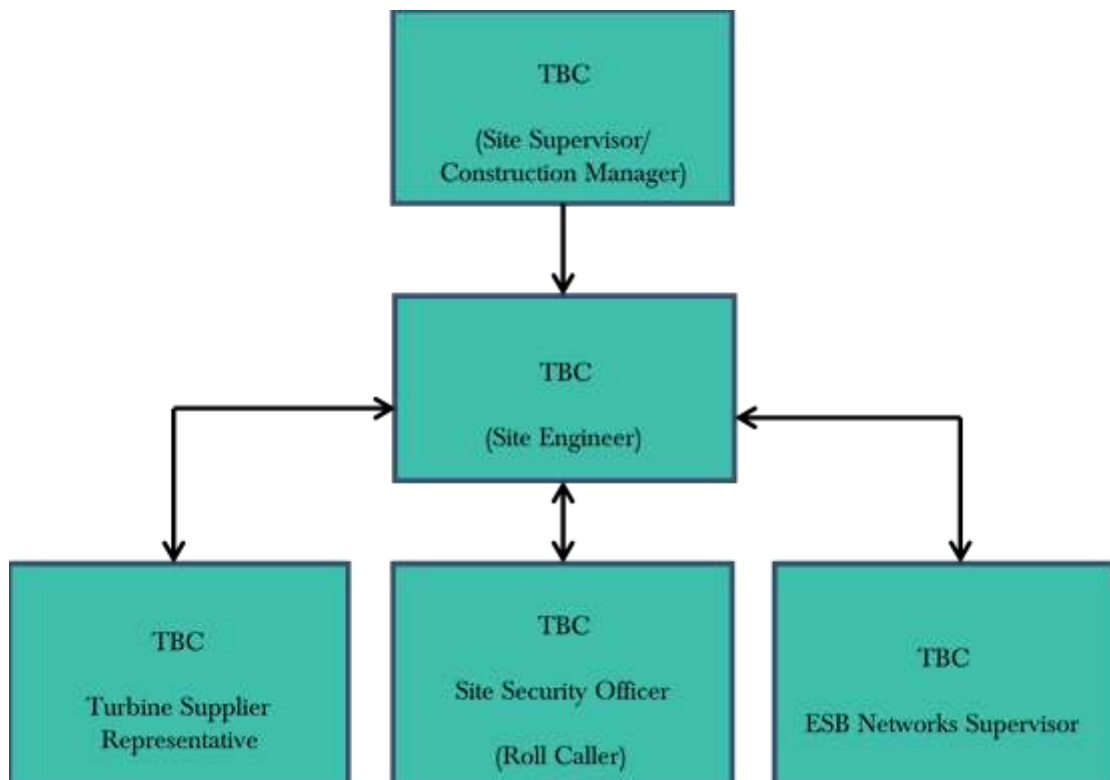 TBC
(Site Supervisor/
Construction Manager)
TBC
(Site Engineer)
TBC
Turbine Supplier
Representative
TBC
Site Security Officer
(Roll Caller)
TBC
ESB Networks Supervisor